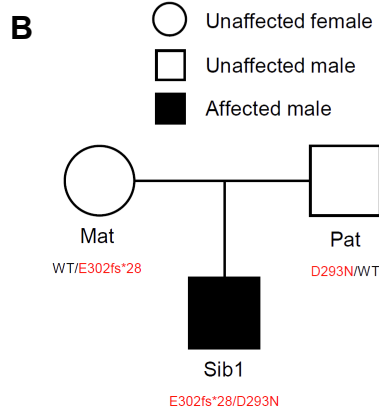 B
Unaffected female
Unaffected male
Affected male
Mat
Pat
WT/E302fs*28
D293N/WT
Sib1
E302fs*28/D293N